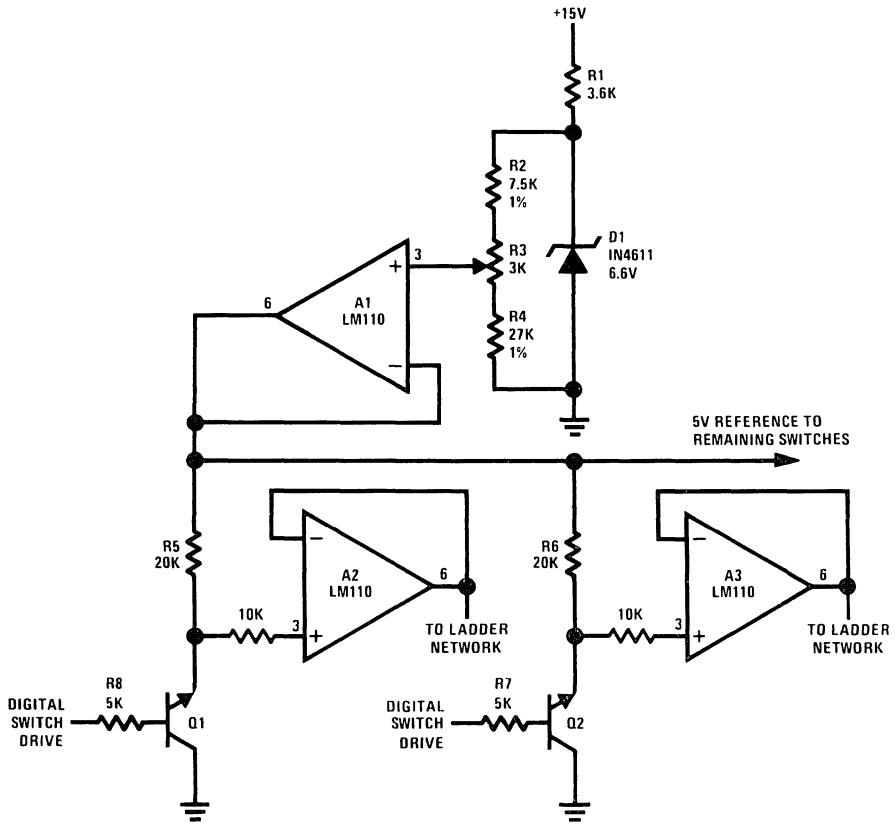 +15V
R1
3.6K
R2
7.5K
1%
R3
3K
D1
IN4611
6.6V
3
+
6
A1
LM110
−
R4
27K
1%
5V REFERENCE TO
REMAINING SWITCHES
R5
20K
−
A2
LM110
6
10K
3
+
TO LADDER
NETWORK
R6
20K
−
A3
LM110
6
10K
3
+
TO LADDER
NETWORK
R8
5K
DIGITAL
SWITCH
DRIVE
Q1
R7
5K
DIGITAL
SWITCH
DRIVE
Q2